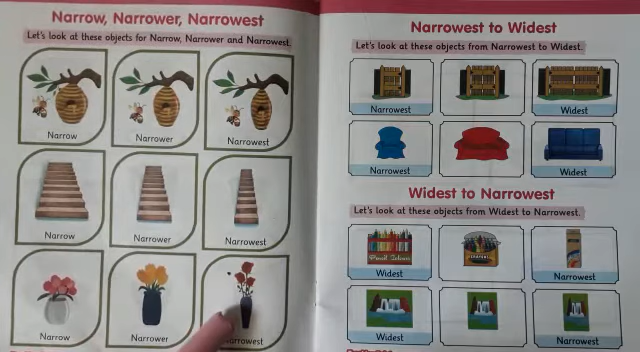 Narrow, Narrower, Narrowest
Let's look at these objects for Narrow, Narrower and Narrowest.
Narrow
Narrower
Narrowest
Narrow
Narrower
Narrowest
Narrow
Narrower
Narrowest
Narrowest to Widest
Let's look at these objects from Narrowest to Widest.
Narrowest
Widest
Narrowest
Widest
Widest to Narrowest
Let's look at these objects from Widest to Narrowest.
Widest
Narrowest
Widest
Narrowest